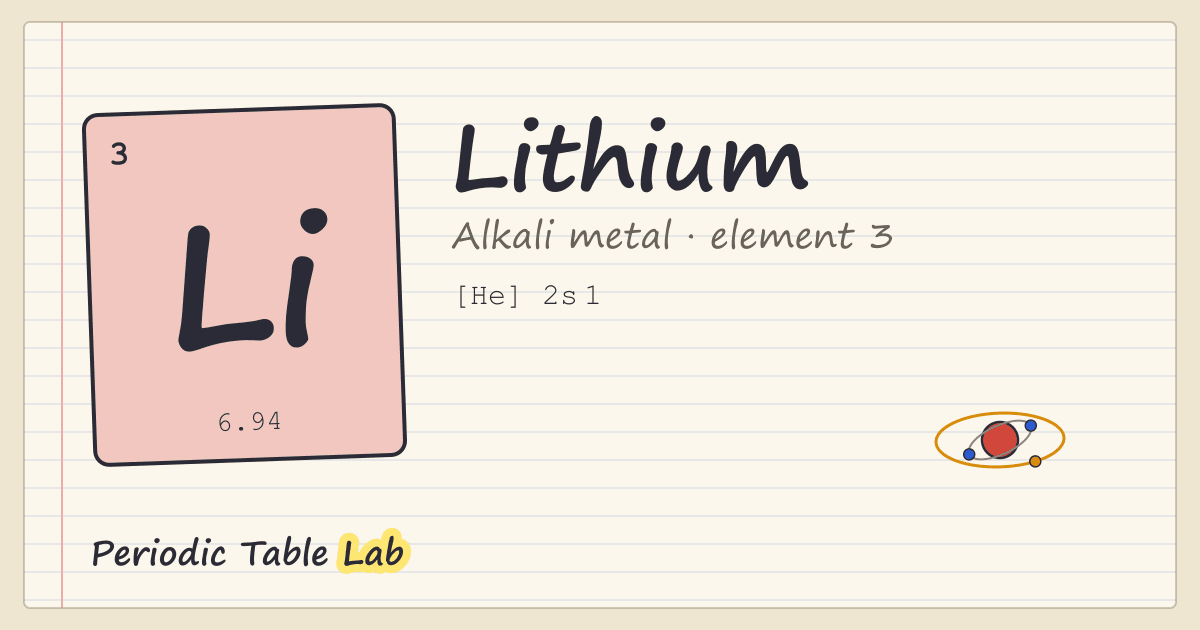 3
Li
6.94
Lithium
Alkali metal · element 3
[He] 2s1
Periodic Table Lab